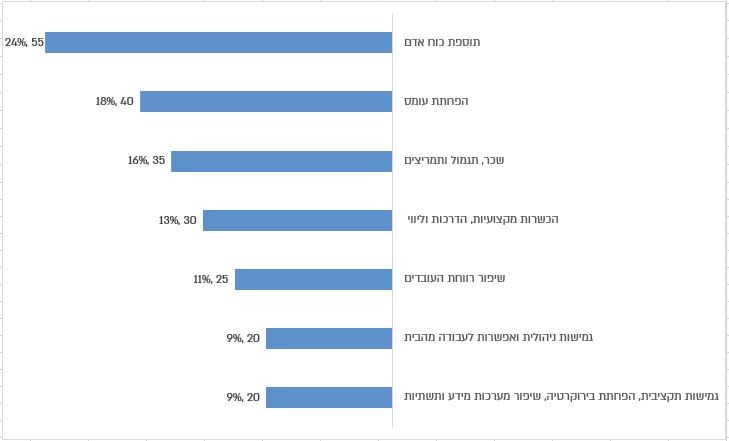 תוספת כוח אדם 24%, 55
הפחתת עומס 18%, 40
שכר, תגמול ותמריצים 16%, 35
הכשרות מקצועיות, הדרכות וליווי 13%, 30
שיפור רווחת העובדים 11%, 25
גמישות ניהולית ואפשרות לעבודה מהבית 9%, 20
גמישות תקציבית, הפחתת בירוקרטיה, שיפור מערכות מידע ותשתיות 9%, 20